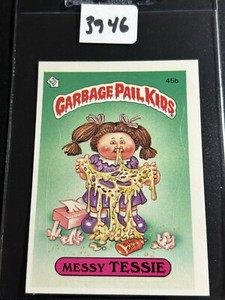 3946
45b
GARBAGE PAIL KIDS
MESSY TESSIE